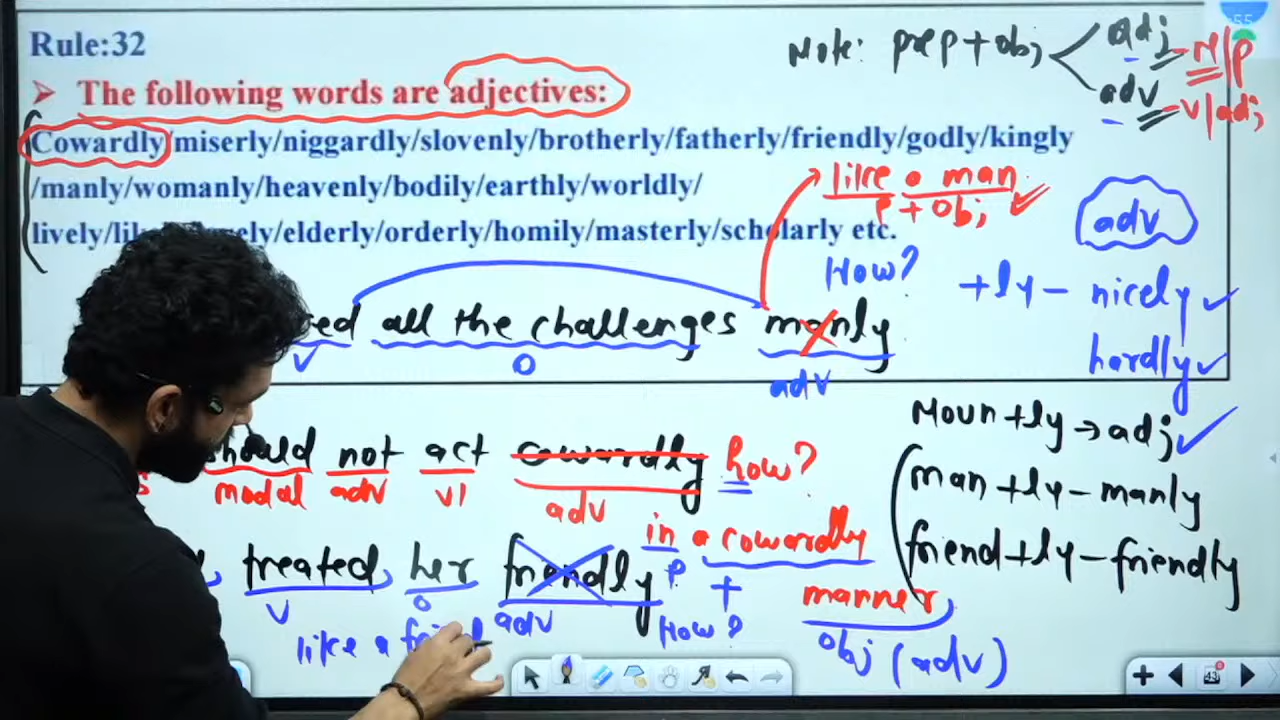 Rule:32
Note: prep + obj
adj - N/P
adv - V/adj
➤ The following words are adjectives:
Cowardly/miserly/niggardly/slovenly/brotherly/fatherly/friendly/godly/kingly
/manly/womanly/heavenly/bodily/earthly/worldly/
lively/ /elderly/orderly/homily/masterly/scholarly etc.
like a man
P + Obj
adv
How?
+ly - nicely
hardly
all the challenges manly
V O adv
Noun+ly → adj
man+ly - manly
friend+ly - friendly
should not act cowardly how?
modal adv V1 adv
in a cowardly
manner
P + obj (adv)
treated her friendly
V O adv How?
like a